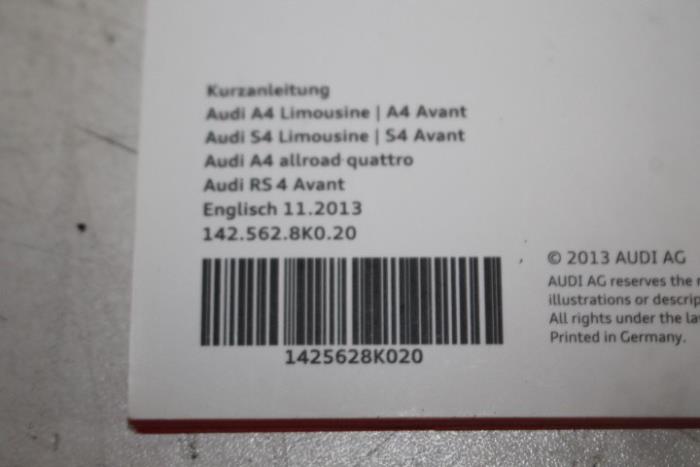 Kurzanleitung
Audi A4 Limousine | A4 Avant
Audi S4 Limousine | S4 Avant
Audi A4 allroad quattro
Audi RS 4 Avant
Englisch 11.2013
142.562.8K0.20
1425628K020
© 2013 AUDI AG
AUDI AG reserves the
illustrations or
All rights under the
Printed in Germany.